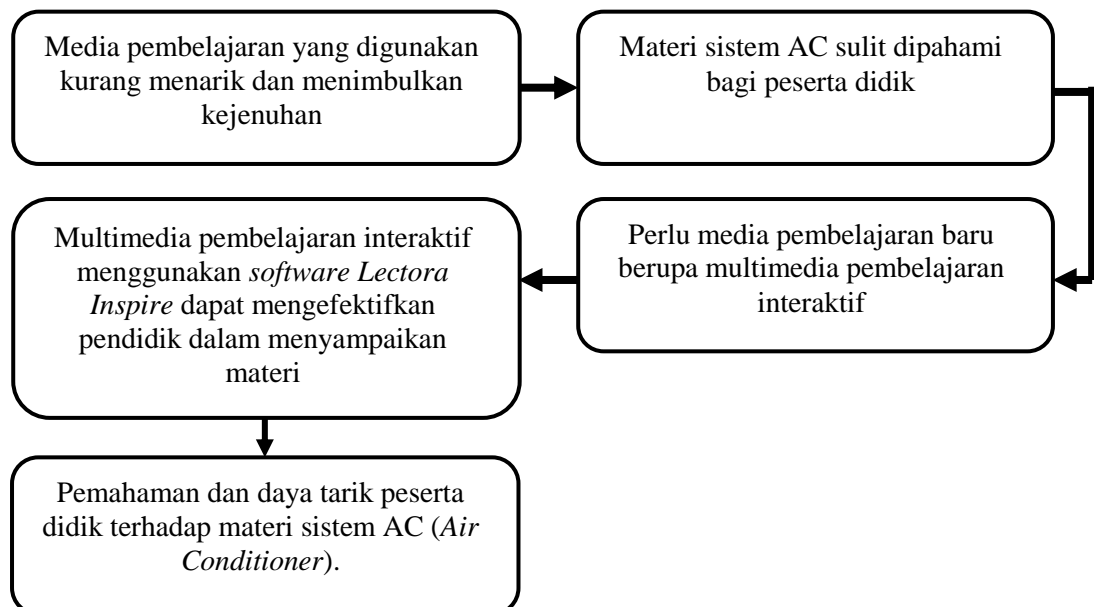 Media pembelajaran yang digunakan
kurang menarik dan menimbulkan
kejenuhan
Materi sistem AC sulit dipahami
bagi peserta didik
Perlu media pembelajaran baru
berupa multimedia pembelajaran
interaktif
Multimedia pembelajaran interaktif
menggunakan software Lectora
Inspire dapat mengefektifkan
pendidik dalam menyampaikan
materi
Pemahaman dan daya tarik peserta
didik terhadap materi sistem AC (Air
Conditioner).